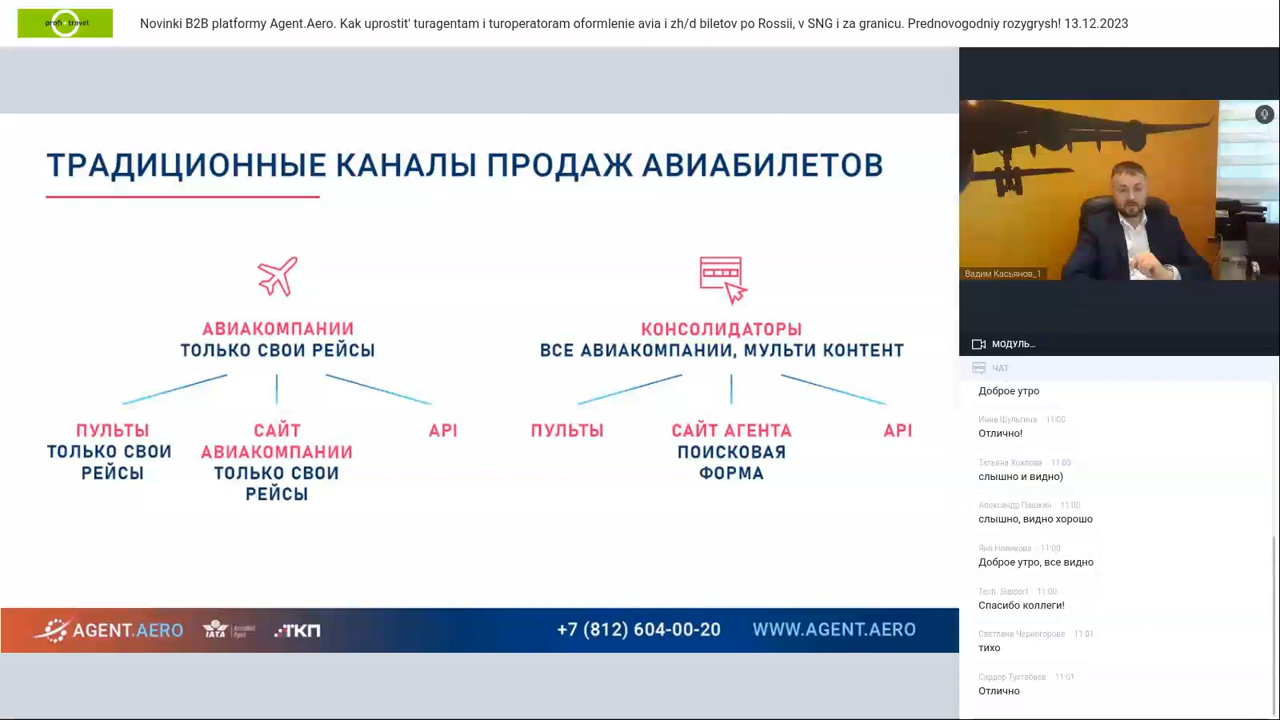 profi travel
Novinki B2B platformy Agent.Aero. Kak uprostit' turagentam i turoperatoram oformlenie avia i zh/d biletov po Rossii, v SNG i za granicu. Prednovogodniy rozygrysh! 13.12.2023
ТРАДИЦИОННЫЕ КАНАЛЫ ПРОДАЖ АВИАБИЛЕТОВ
АВИАКОМПАНИИ
ТОЛЬКО СВОИ РЕЙСЫ
ПУЛЬТЫ
ТОЛЬКО СВОИ
РЕЙСЫ
САЙТ
АВИАКОМПАНИИ
ТОЛЬКО СВОИ
РЕЙСЫ
API
КОНСОЛИДАТОРЫ
ВСЕ АВИАКОМПАНИИ, МУЛЬТИ КОНТЕНТ
ПУЛЬТЫ
САЙТ АГЕНТА
ПОИСКОВАЯ
ФОРМА
API
AGENT.AERO
IATA Accredited Agent
ТКП
+7 (812) 604-00-20
WWW.AGENT.AERO
Вадим Касьянов_1
МОДУЛЬ...
ЧАТ
Доброе утро
Инна Шульгина 11:00
Отлично!
Татьяна Хохлова 11:00
слышно и видно)
Александр Пашкин 11:00
слышно, видно хорошо
Яна Новикова 11:00
Доброе утро, все видно
Tech Support 11:00
Спасибо коллеги!
Светлана Черногорова 11:01
тихо
Сардор Тухтабаев 11:01
Отлично